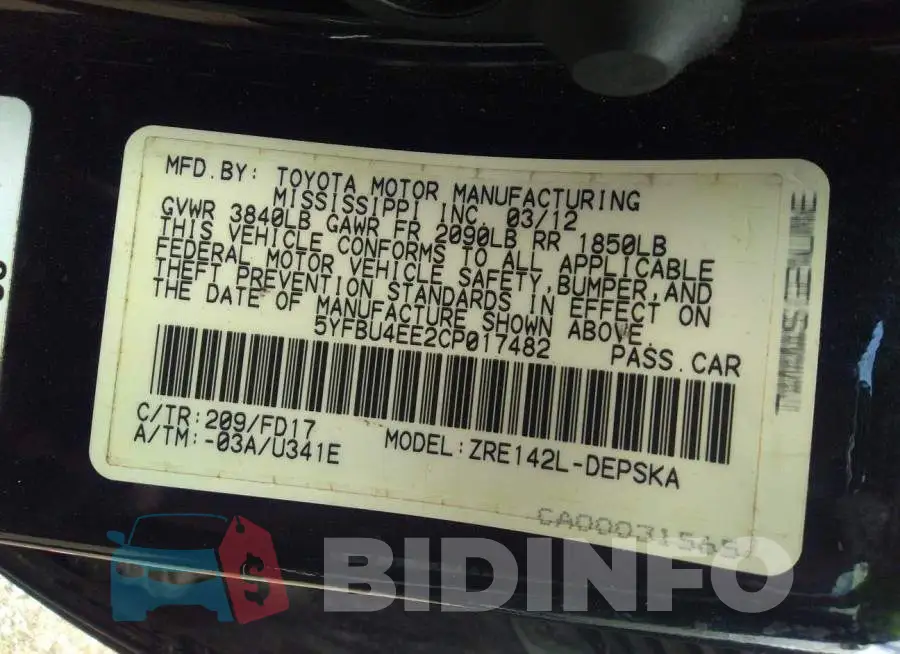 MFD.BY: TOYOTA MOTOR MANUFACTURING
MISSISSIPPI INC. 03/12
GVWR 3840LB GAWR FR 2090LB RR 1850LB
THIS VEHICLE CONFORMS TO ALL APPLICABLE
FEDERAL MOTOR VEHICLE SAFETY,BUMPER,AND
THEFT PREVENTION STANDARDS IN EFFECT ON
THE DATE OF MANUFACTURE SHOWN ABOVE.
5YFBU4EE2CP017482 PASS.CAR
C/TR:209/FD17
A/TM:-03A/U341E MODEL:ZRE142L-DEPSKA
BIDINFO